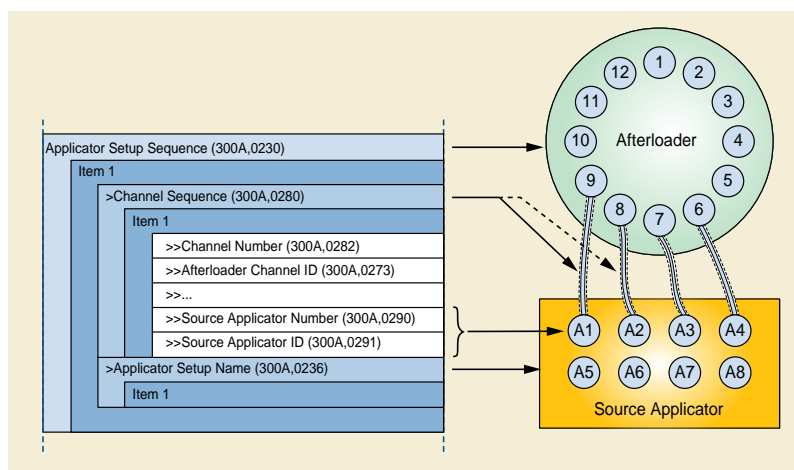 Applicator Setup Sequence (300A,0230)
Item 1
>Channel Sequence (300A,0280)
Item 1
>>Channel Number (300A,0282)
>>Afterloader Channel ID (300A,0273)
>>...
>>Source Applicator Number (300A,0290)
>>Source Applicator ID (300A,0291)
>Applicator Setup Name (300A,0236)
Item 1
1
2
3
4
5
6
7
8
9
10
11
12
Afterloader
A1 A2 A3 A4
A5 A6 A7 A8
Source Applicator